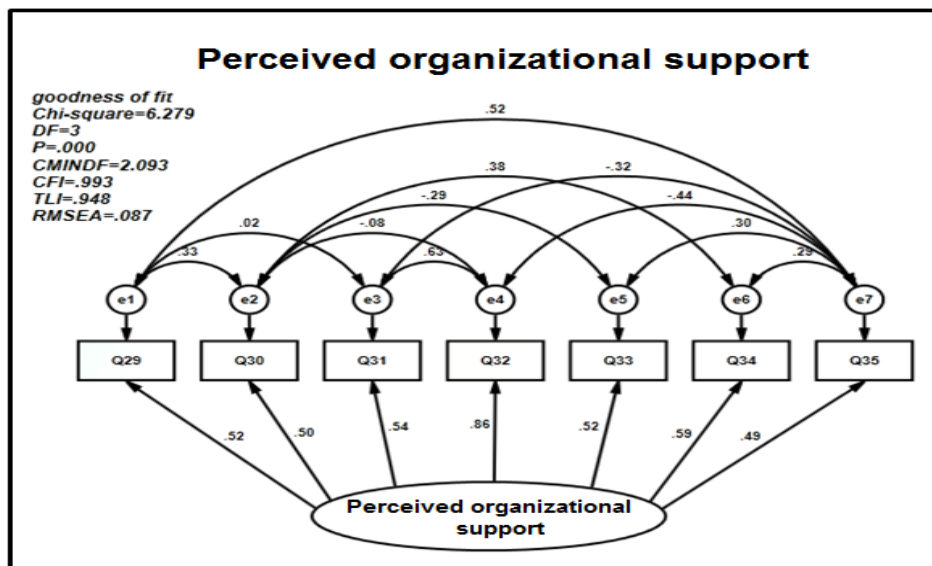 Perceived organizational support
goodness of fit
Chi-square=6.279
DF=3
P=.000
CMINDF=2.093
CFI=.993
TLI=.948
RMSEA=.087
.52
.38
-.32
-.29
-.44
.02
-.08
.30
.33
.63
.29
e1
e2
e3
e4
e5
e6
e7
Q29
Q30
Q31
Q32
Q33
Q34
Q35
.52
.50
.54
.86
.52
.59
.49
Perceived organizational
support